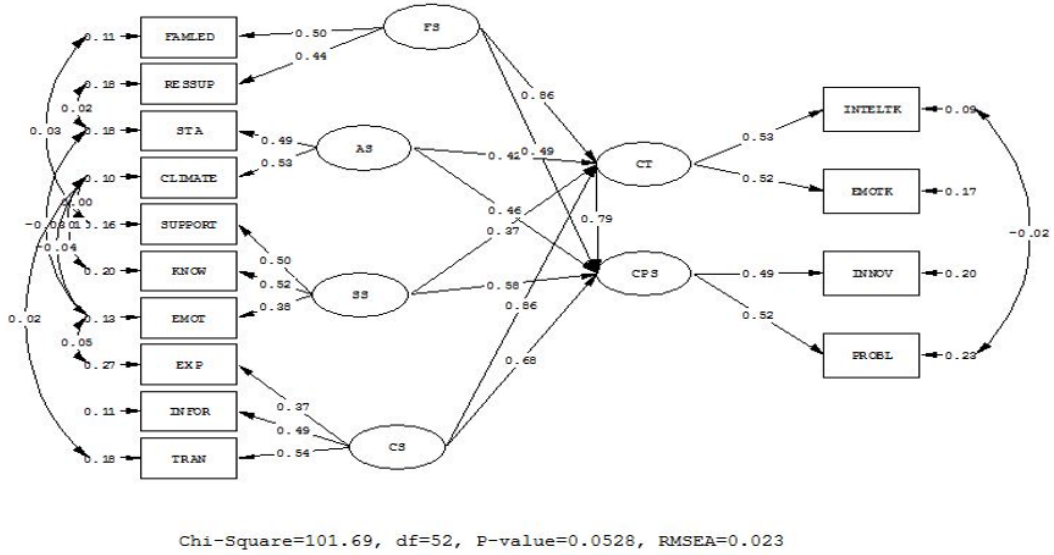 0.11 FAMLED 0.50 FS
0.44
0.18 RESSUP
0.02
0.86
INTELTK 0.09
0.03 0.18 STA 0.49
0.53
AS 0.42 0.49
CT
0.53
0.10 CLIMATE
0.52
EMOTK 0.17
0.00
0.46
0.79
0.16 SUPPORT
0.37
-0.02
-0.04
0.50
0.20 KNOW 0.52
SS
0.58
CPS
0.49
INNOV 0.20
0.38
0.86
0.02 0.13 EMOT
0.52
0.05
0.27 EXP
0.68
PROBL 0.23
0.37
0.11 INFOR 0.49
CS
0.18 TRAN 0.54
Chi-Square=101.69, df=52, P-value=0.0528, RMSEA=0.023